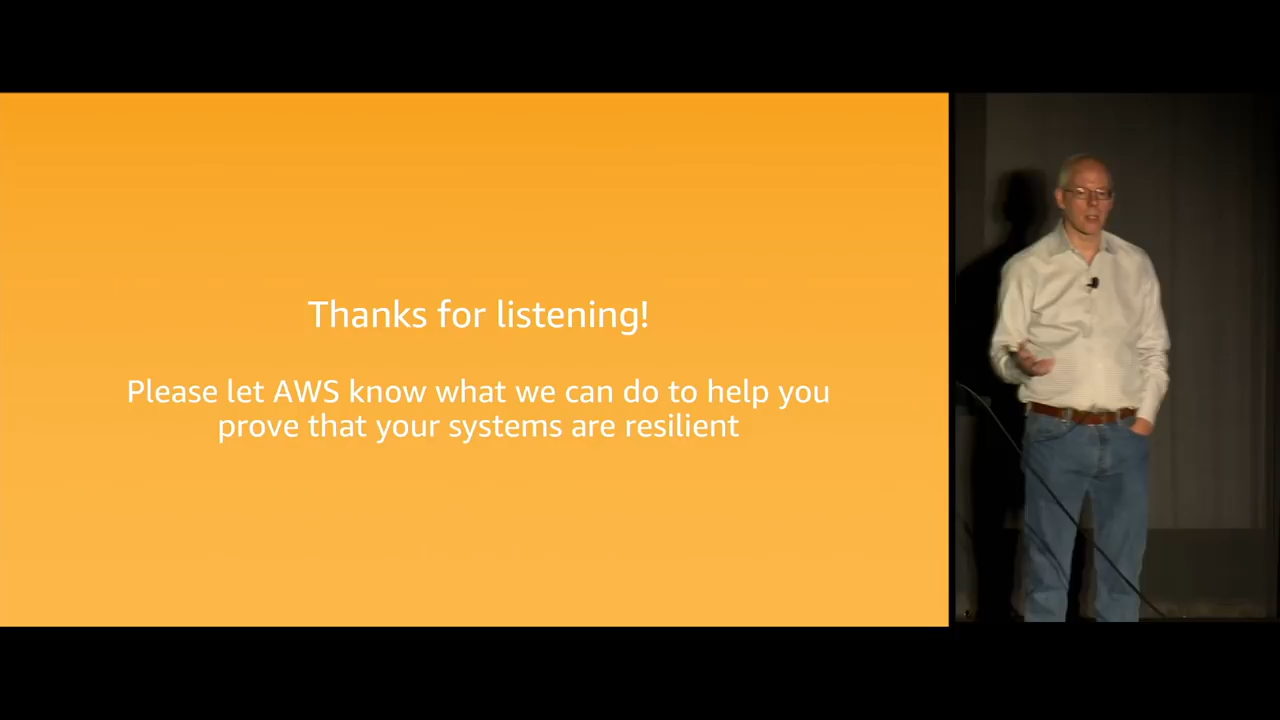 Thanks for listening!
Please let AWS know what we can do to help you
prove that your systems are resilient